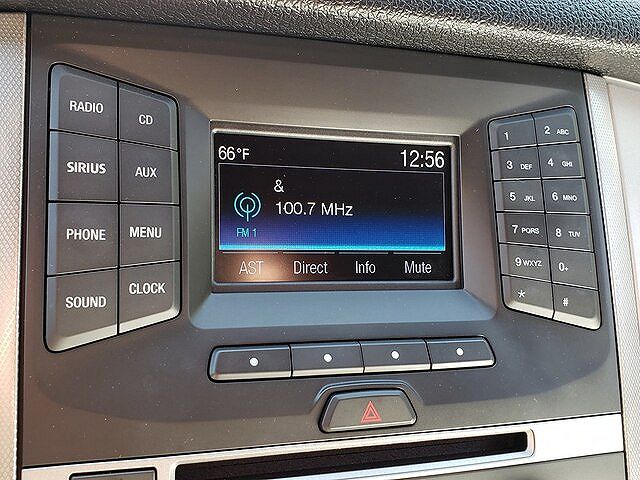 RADIO
CD
SIRIUS
AUX
PHONE
MENU
SOUND
CLOCK
66°F
12:56
&
100.7 MHz
FM 1
AST Direct Info Mute
1
2 ABC
3 DEF
4 GHI
5 JKL
6 MNO
7 PQRS
8 TUV
9 WXYZ
0+
*
#